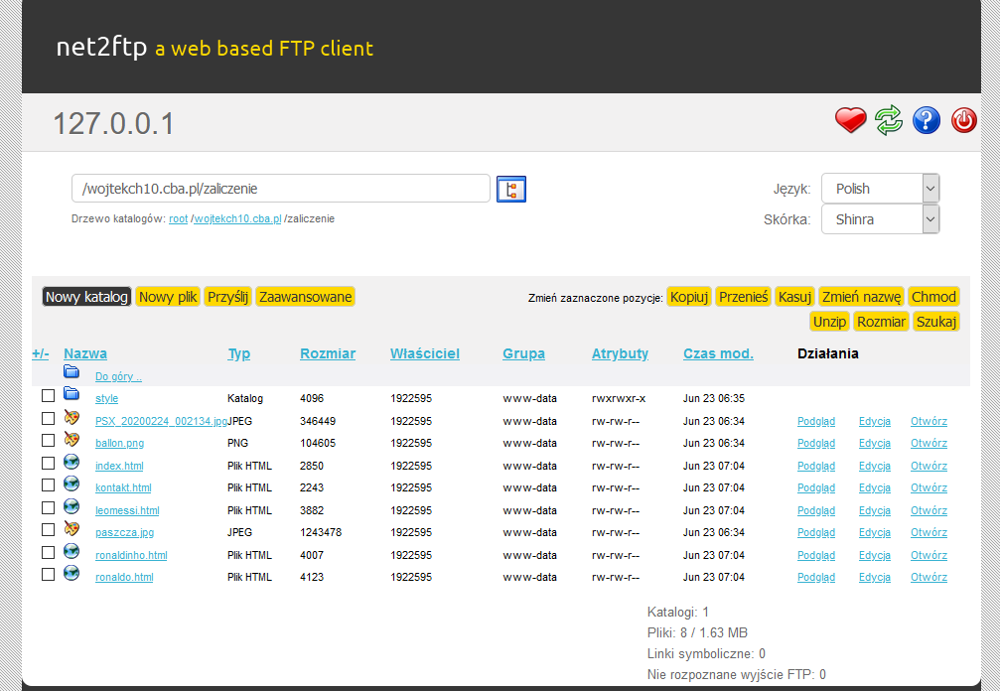 net2ftp a web based FTP client
127.0.0.1
/wojtekch10.cba.pl/zaliczenie
Język: Polish
Drzewo katalogów: root /wojtekch10.cba.pl /zaliczenie
Skórka: Shinra
Nowy katalog Nowy plik Przyślij Zaawansowane
Zmień zaznaczone pozycje: Kopiuj Przenieś Kasuj Zmień nazwę Chmod
Unzip Rozmiar Szukaj
+/- Nazwa Typ Rozmiar Właściciel Grupa Atrybuty Czas mod. Działania
Do góry ..
style Katalog 4096 1922595 www-data rwxrwxr-x Jun 23 06:35
PSX_20200224_002134.jpg JPEG 346449 1922595 www-data rw-rw-r-- Jun 23 06:34 Podgląd Edycja Otwórz
ballon.png PNG 104605 1922595 www-data rw-rw-r-- Jun 23 06:34 Podgląd Edycja Otwórz
index.html Plik HTML 2850 1922595 www-data rw-rw-r-- Jun 23 07:04 Podgląd Edycja Otwórz
kontakt.html Plik HTML 2243 1922595 www-data rw-rw-r-- Jun 23 07:04 Podgląd Edycja Otwórz
leomessi.html Plik HTML 3882 1922595 www-data rw-rw-r-- Jun 23 07:04 Podgląd Edycja Otwórz
paszcza.jpg JPEG 1243478 1922595 www-data rw-rw-r-- Jun 23 06:34 Podgląd Edycja Otwórz
ronaldinho.html Plik HTML 4007 1922595 www-data rw-rw-r-- Jun 23 07:04 Podgląd Edycja Otwórz
ronaldo.html Plik HTML 4123 1922595 www-data rw-rw-r-- Jun 23 07:04 Podgląd Edycja Otwórz
Katalogi: 1
Pliki: 8 / 1.63 MB
Linki symboliczne: 0
Nie rozpoznane wyjście FTP: 0